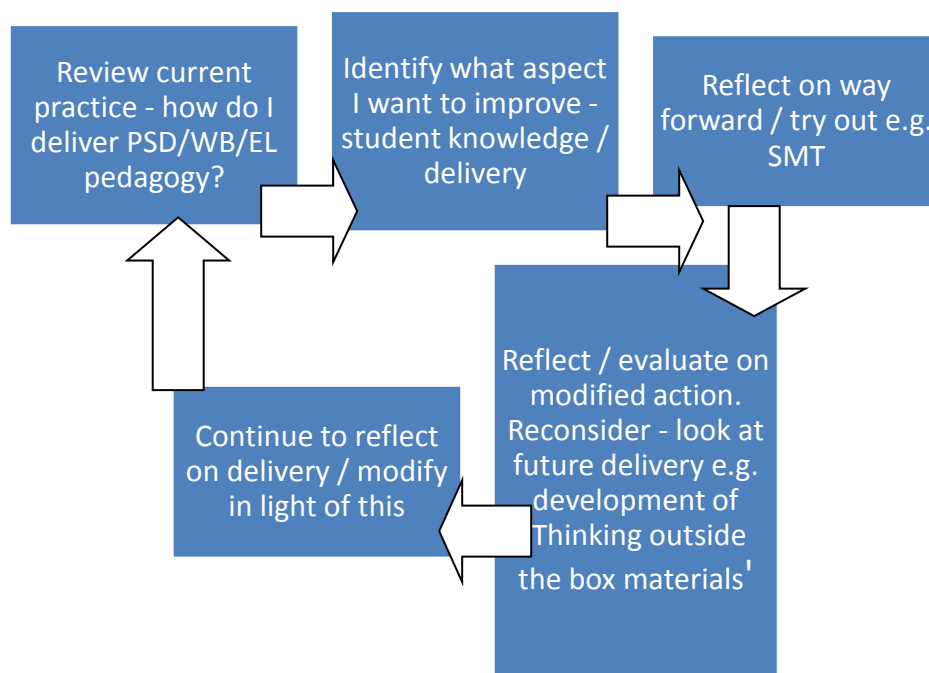 Review current
practice - how do I
deliver PSD/WB/EL
pedagogy?
Identify what aspect
I want to improve -
student knowledge /
delivery
Reflect on way
forward / try out e.g.
SMT
Reflect / evaluate on
modified action.
Reconsider - look at
future delivery e.g.
development of
Thinking outside
the box materials'
Continue to reflect
on delivery / modify
in light of this